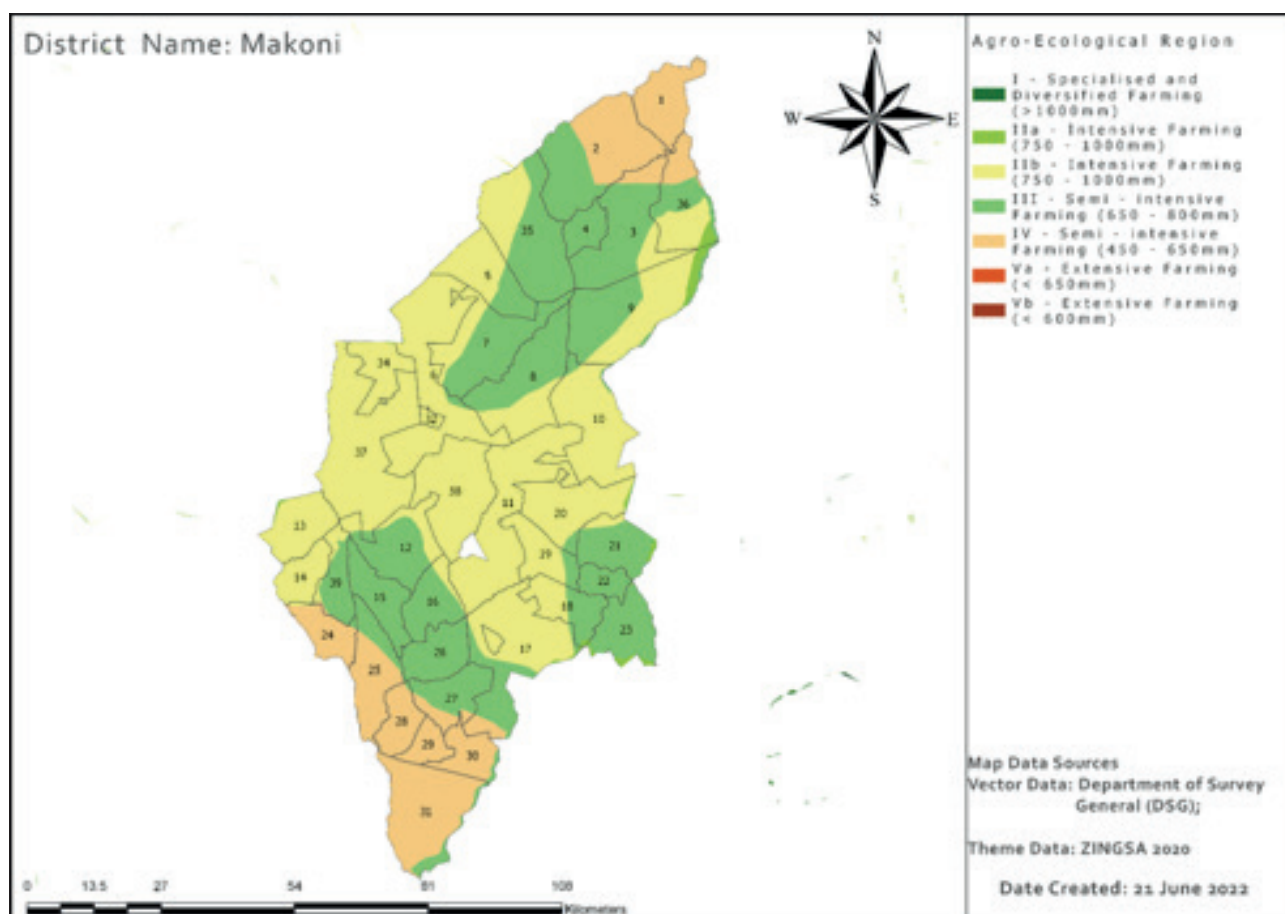 District Name: Makoni
N
W
E
S
Agro-Ecological Region
I - Specialised and
Diversified Farming
(>1000mm)
IIa - Intensive Farming
(750 - 1000mm)
IIb - Intensive Farming
(750 - 1000mm)
III - Semi - intensive
Farming (650 - 800mm)
IV - Semi - intensive
Farming (450 - 650mm)
Va - Extensive Farming
(< 650mm)
Vb - Extensive Farming
(< 600mm)
2
36
35
4
3
9
7
8
6
34
10
37
38
11
20
13
12
19
21
14
39
15
16
18
22
23
24
26
17
25
27
28
29
30
31
Map Data Sources
Vector Data: Department of Survey
General (DSG);
Theme Data: ZINGSA 2020
Date Created: 21 June 2022
0 13.5 27 54 81 108
Kilometers